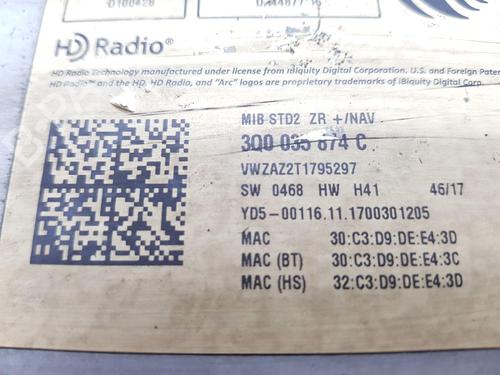 D100428
HD Radio®
HD Radio Technology manufactured under license from iBiquity Digital Corporation. U.S. and Foreign Paten
HD Radio™ and the HD, HD Radio, and "Arc" logos are proprietary trademarks of iBiquity Digital Corp.
MIB STD2 ZR +/NAV
3Q0 035 874 C
VWZAZ2T1795297
SW 0468 HW H41 46/17
YD5-00116.11.1700301205
MAC 30:C3:D9:DE:E4:3D
MAC (BT) 30:C3:D9:DE:E4:3C
MAC (HS) 32:C3:D9:DE:E4:3D